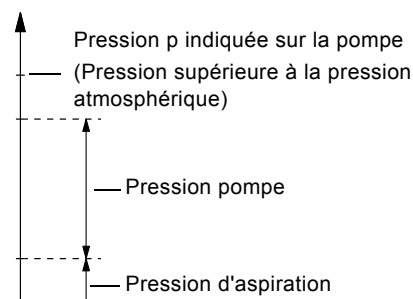 Pression p indiquée sur la pompe
(Pression supérieure à la pression
atmosphérique)
Pression pompe
Pression d'aspiration